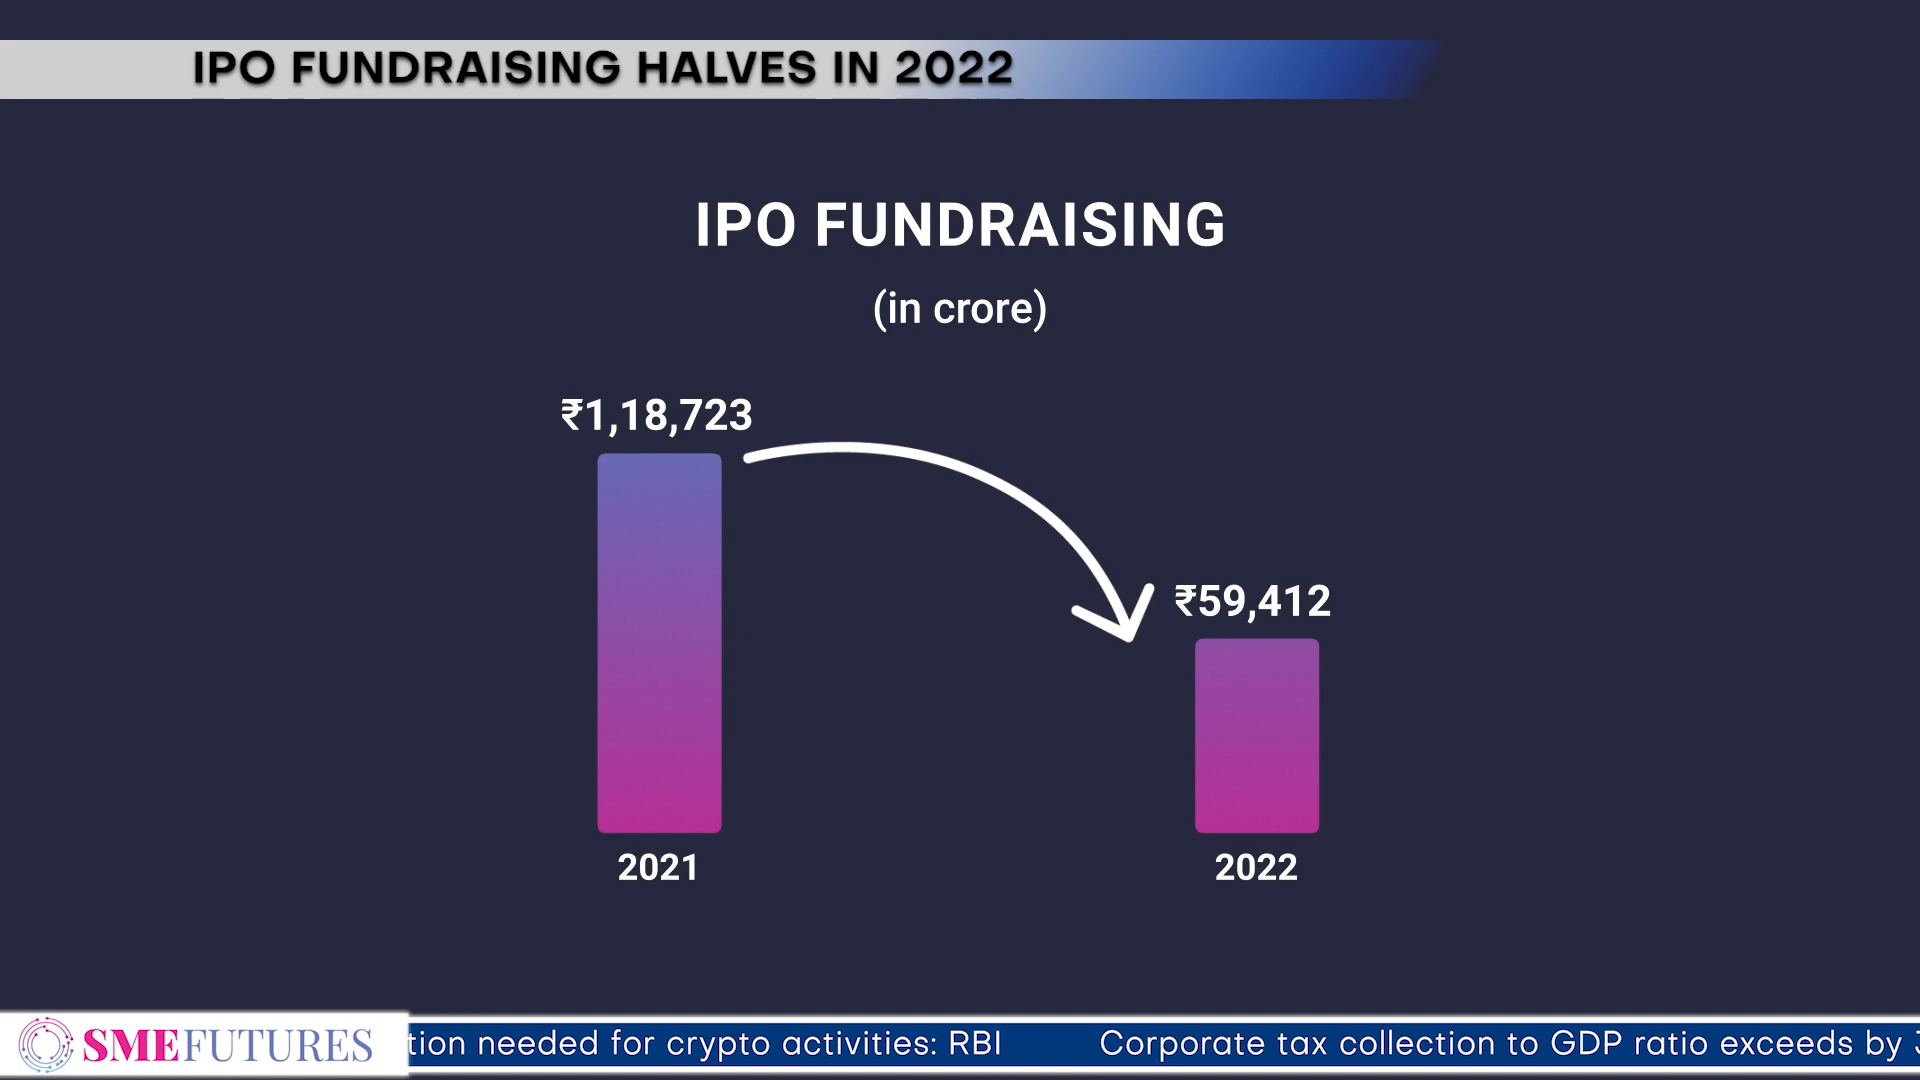 IPO FUNDRAISING HALVES IN 2022
IPO FUNDRAISING
(in crore)
₹1,18,723
₹59,412
2021
2022
SMEFUTURES
tion needed for crypto activities: RBI
Corporate tax collection to GDP ratio exceeds by